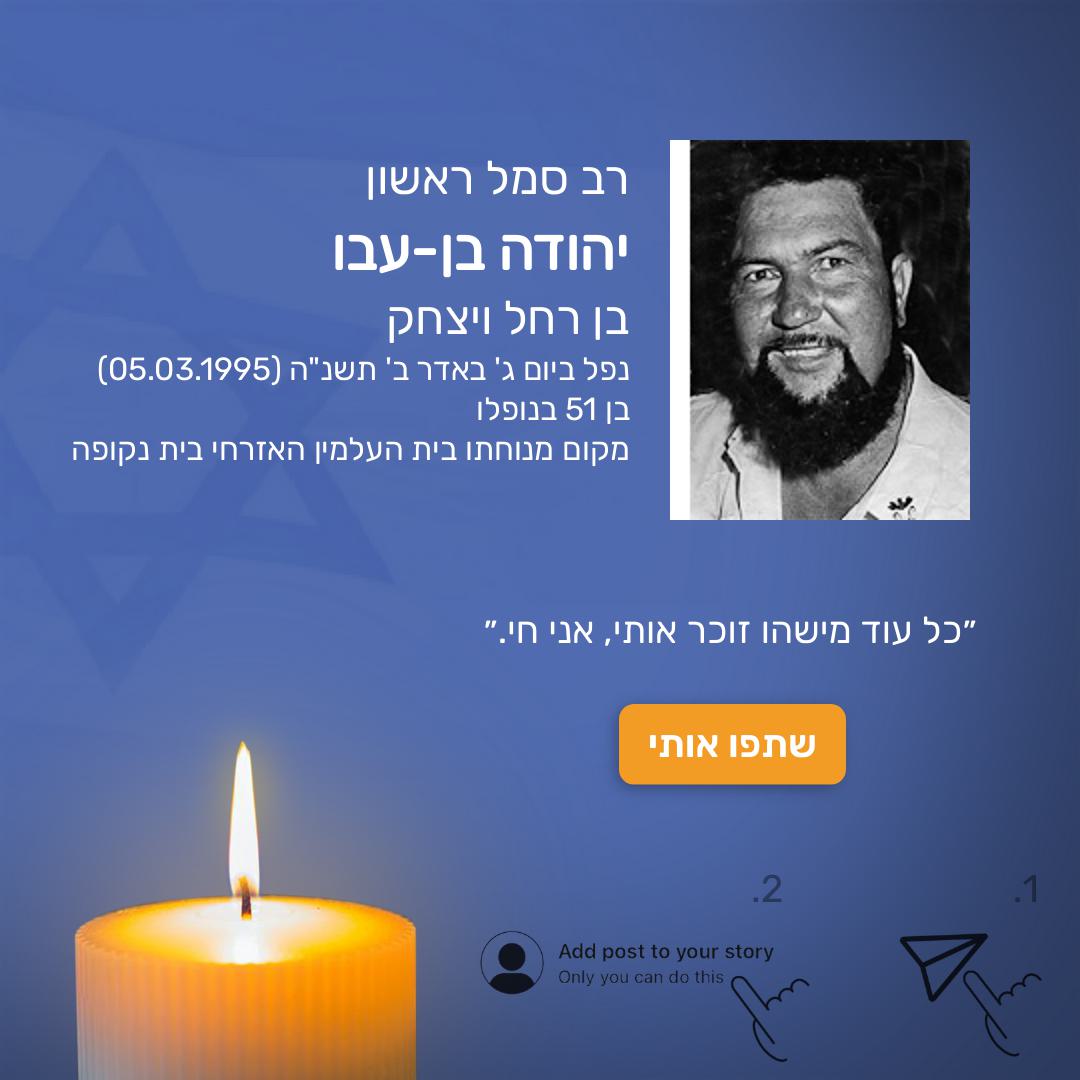 רב סמל ראשון
יהודה בן-עבו
בן רחל ויצחק
נפל ביום ג' באדר ב' תשנ"ה (05.03.1995)
בן 51 בנופלו
מקום מנוחתו בית העלמין האזרחי בית נקופה
״כל עוד מישהו זוכר אותי, אני חי.״
שתפו אותי
.1
.2
Add post to your story
Only you can do this